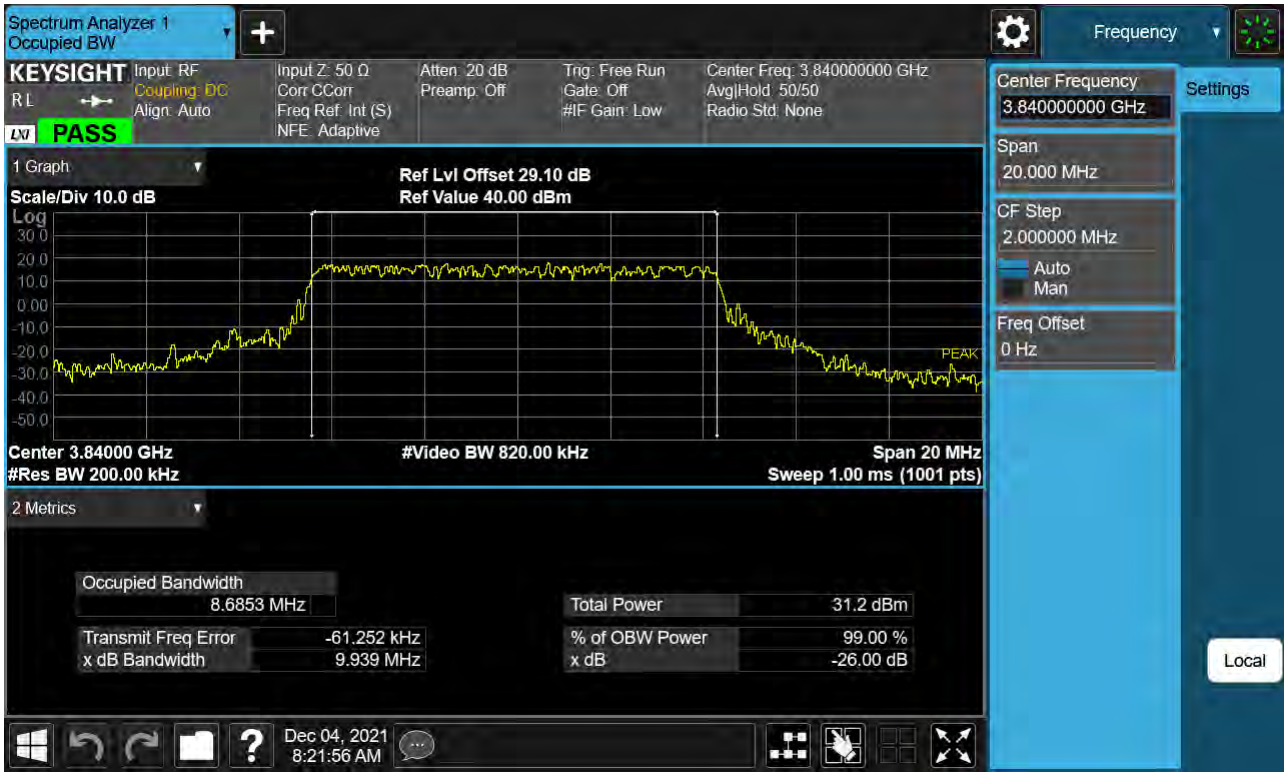 Spectrum Analyzer 1
Occupied BW
+
Frequency
KEYSIGHT
R L
LXI
PASS
Input: RF
Coupling: DC
Align: Auto
Input Z: 50 Ω
Corr CCorr
Freq Ref: Int (S)
NFE: Adaptive
Atten: 20 dB
Preamp: Off
Trig: Free Run
Gate: Off
#IF Gain: Low
Center Freq: 3.840000000 GHz
Avg|Hold: 50/50
Radio Std: None
Center Frequency
3.840000000 GHz
Settings
Span
20.000 MHz
CF Step
2.000000 MHz
Auto
Man
Freq Offset
0 Hz
Local
1 Graph
Scale/Div 10.0 dB
Ref Lvl Offset 29.10 dB
Ref Value 40.00 dBm
Log
30.0
20.0
10.0
0.00
-10.0
-20.0
-30.0
-40.0
-50.0
PEAK
Center 3.84000 GHz
#Video BW 820.00 kHz
Span 20 MHz
#Res BW 200.00 kHz
Sweep 1.00 ms (1001 pts)
2 Metrics
Occupied Bandwidth
8.6853 MHz
Total Power 31.2 dBm
Transmit Freq Error -61.252 kHz
% of OBW Power 99.00 %
x dB Bandwidth 9.939 MHz
x dB -26.00 dB
?
Dec 04, 2021
8:21:56 AM